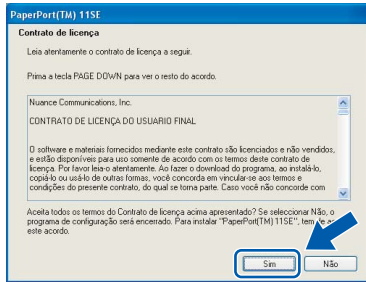 PaperPort(TM) 11SE
Contrato de licença
Leia atentamente o contrato de licença a seguir.
Prima a tecla PAGE DOWN para ver o resto do acordo.
Nuance Communications, Inc.
CONTRATO DE LICENÇA DO USUARIO FINAL
O software e materiais fornecidos mediante este contrato são licenciados e não vendidos,
e estão disponíveis para uso somente de acordo com os termos deste contrato de
licença. Por favor leia-o atentamente. Ao fazer o download do programa, ao instalá-lo,
copiá-lo ou usá-lo de outras formas, você concorda em vincular-se aos termos e
condições do presente contrato, do qual se torna parte. Caso você não concorde com
Aceita todos os termos do Contrato de licença acima apresentado? Se seleccionar Não, o
programa de configuração será encerrado. Para instalar "PaperPort(TM) 11SE", tem
este acordo.
Sim
Não